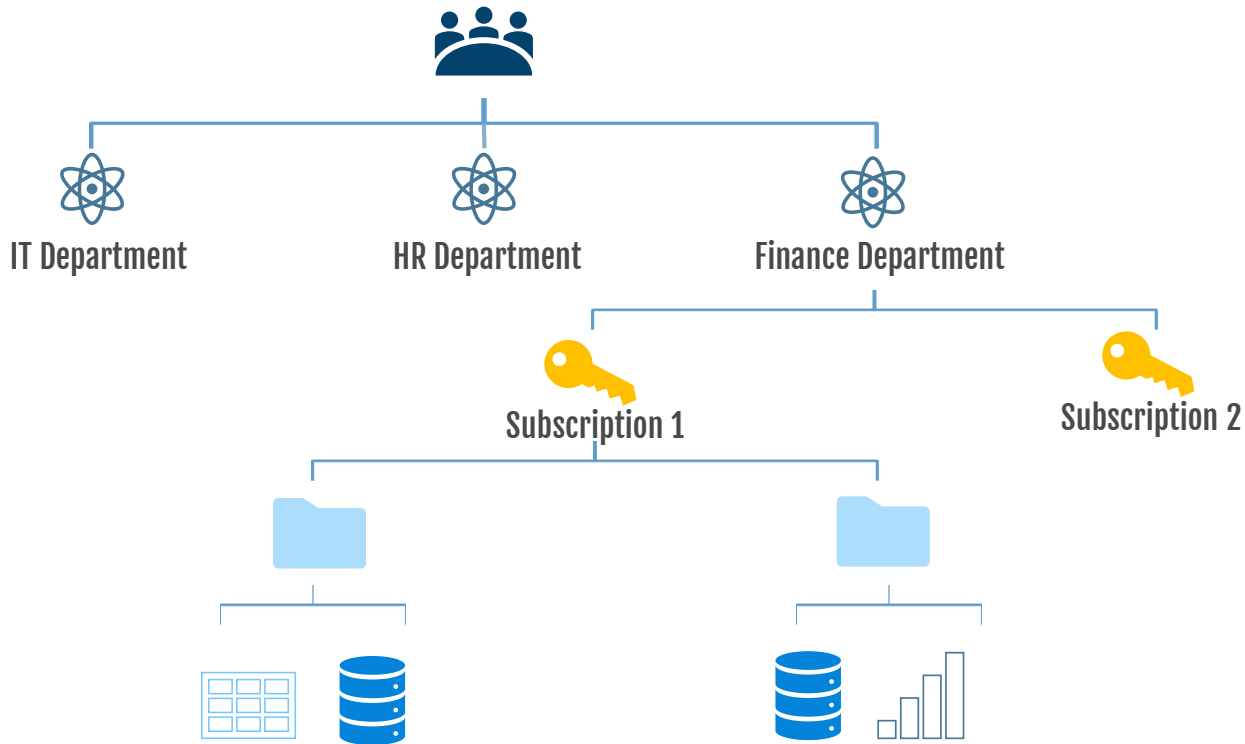 IT Department
HR Department
Finance Department
Subscription 1
Subscription 2